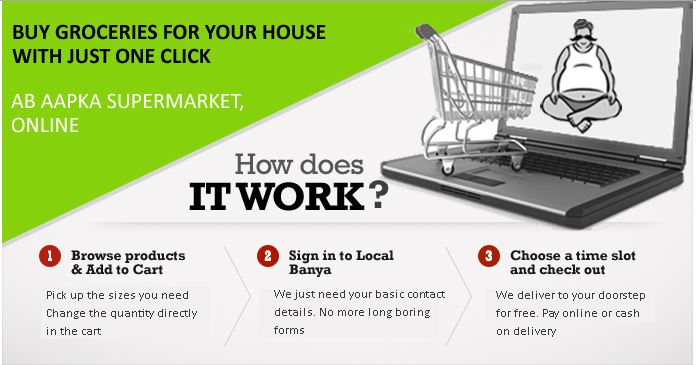 BUY GROCERIES FOR YOUR HOUSE
WITH JUST ONE CLICK
AB AAPKA SUPERMARKET,
ONLINE
How does
IT WORK?
1 Browse products
& Add to Cart
Pick up the sizes you need
Change the quantity directly
in the cart
2 Sign in to Local
Banya
We just need your basic contact
details. No more long boring
forms
3 Choose a time slot
and check out
We deliver to your doorstep
for free. Pay online or cash
on delivery